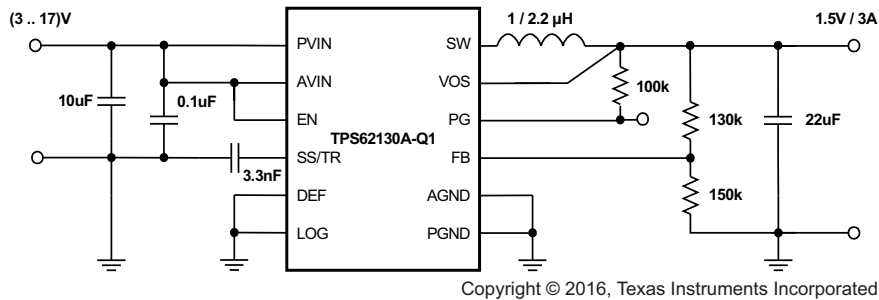 (3 .. 17)V
1 / 2.2 µH
1.5V / 3A
PVIN
SW
AVIN
VOS
100k
10uF
0.1uF
EN
PG
130k
22uF
TPS62130A-Q1
SS/TR
FB
3.3nF
150k
DEF
AGND
LOG
PGND
Copyright © 2016, Texas Instruments Incorporated